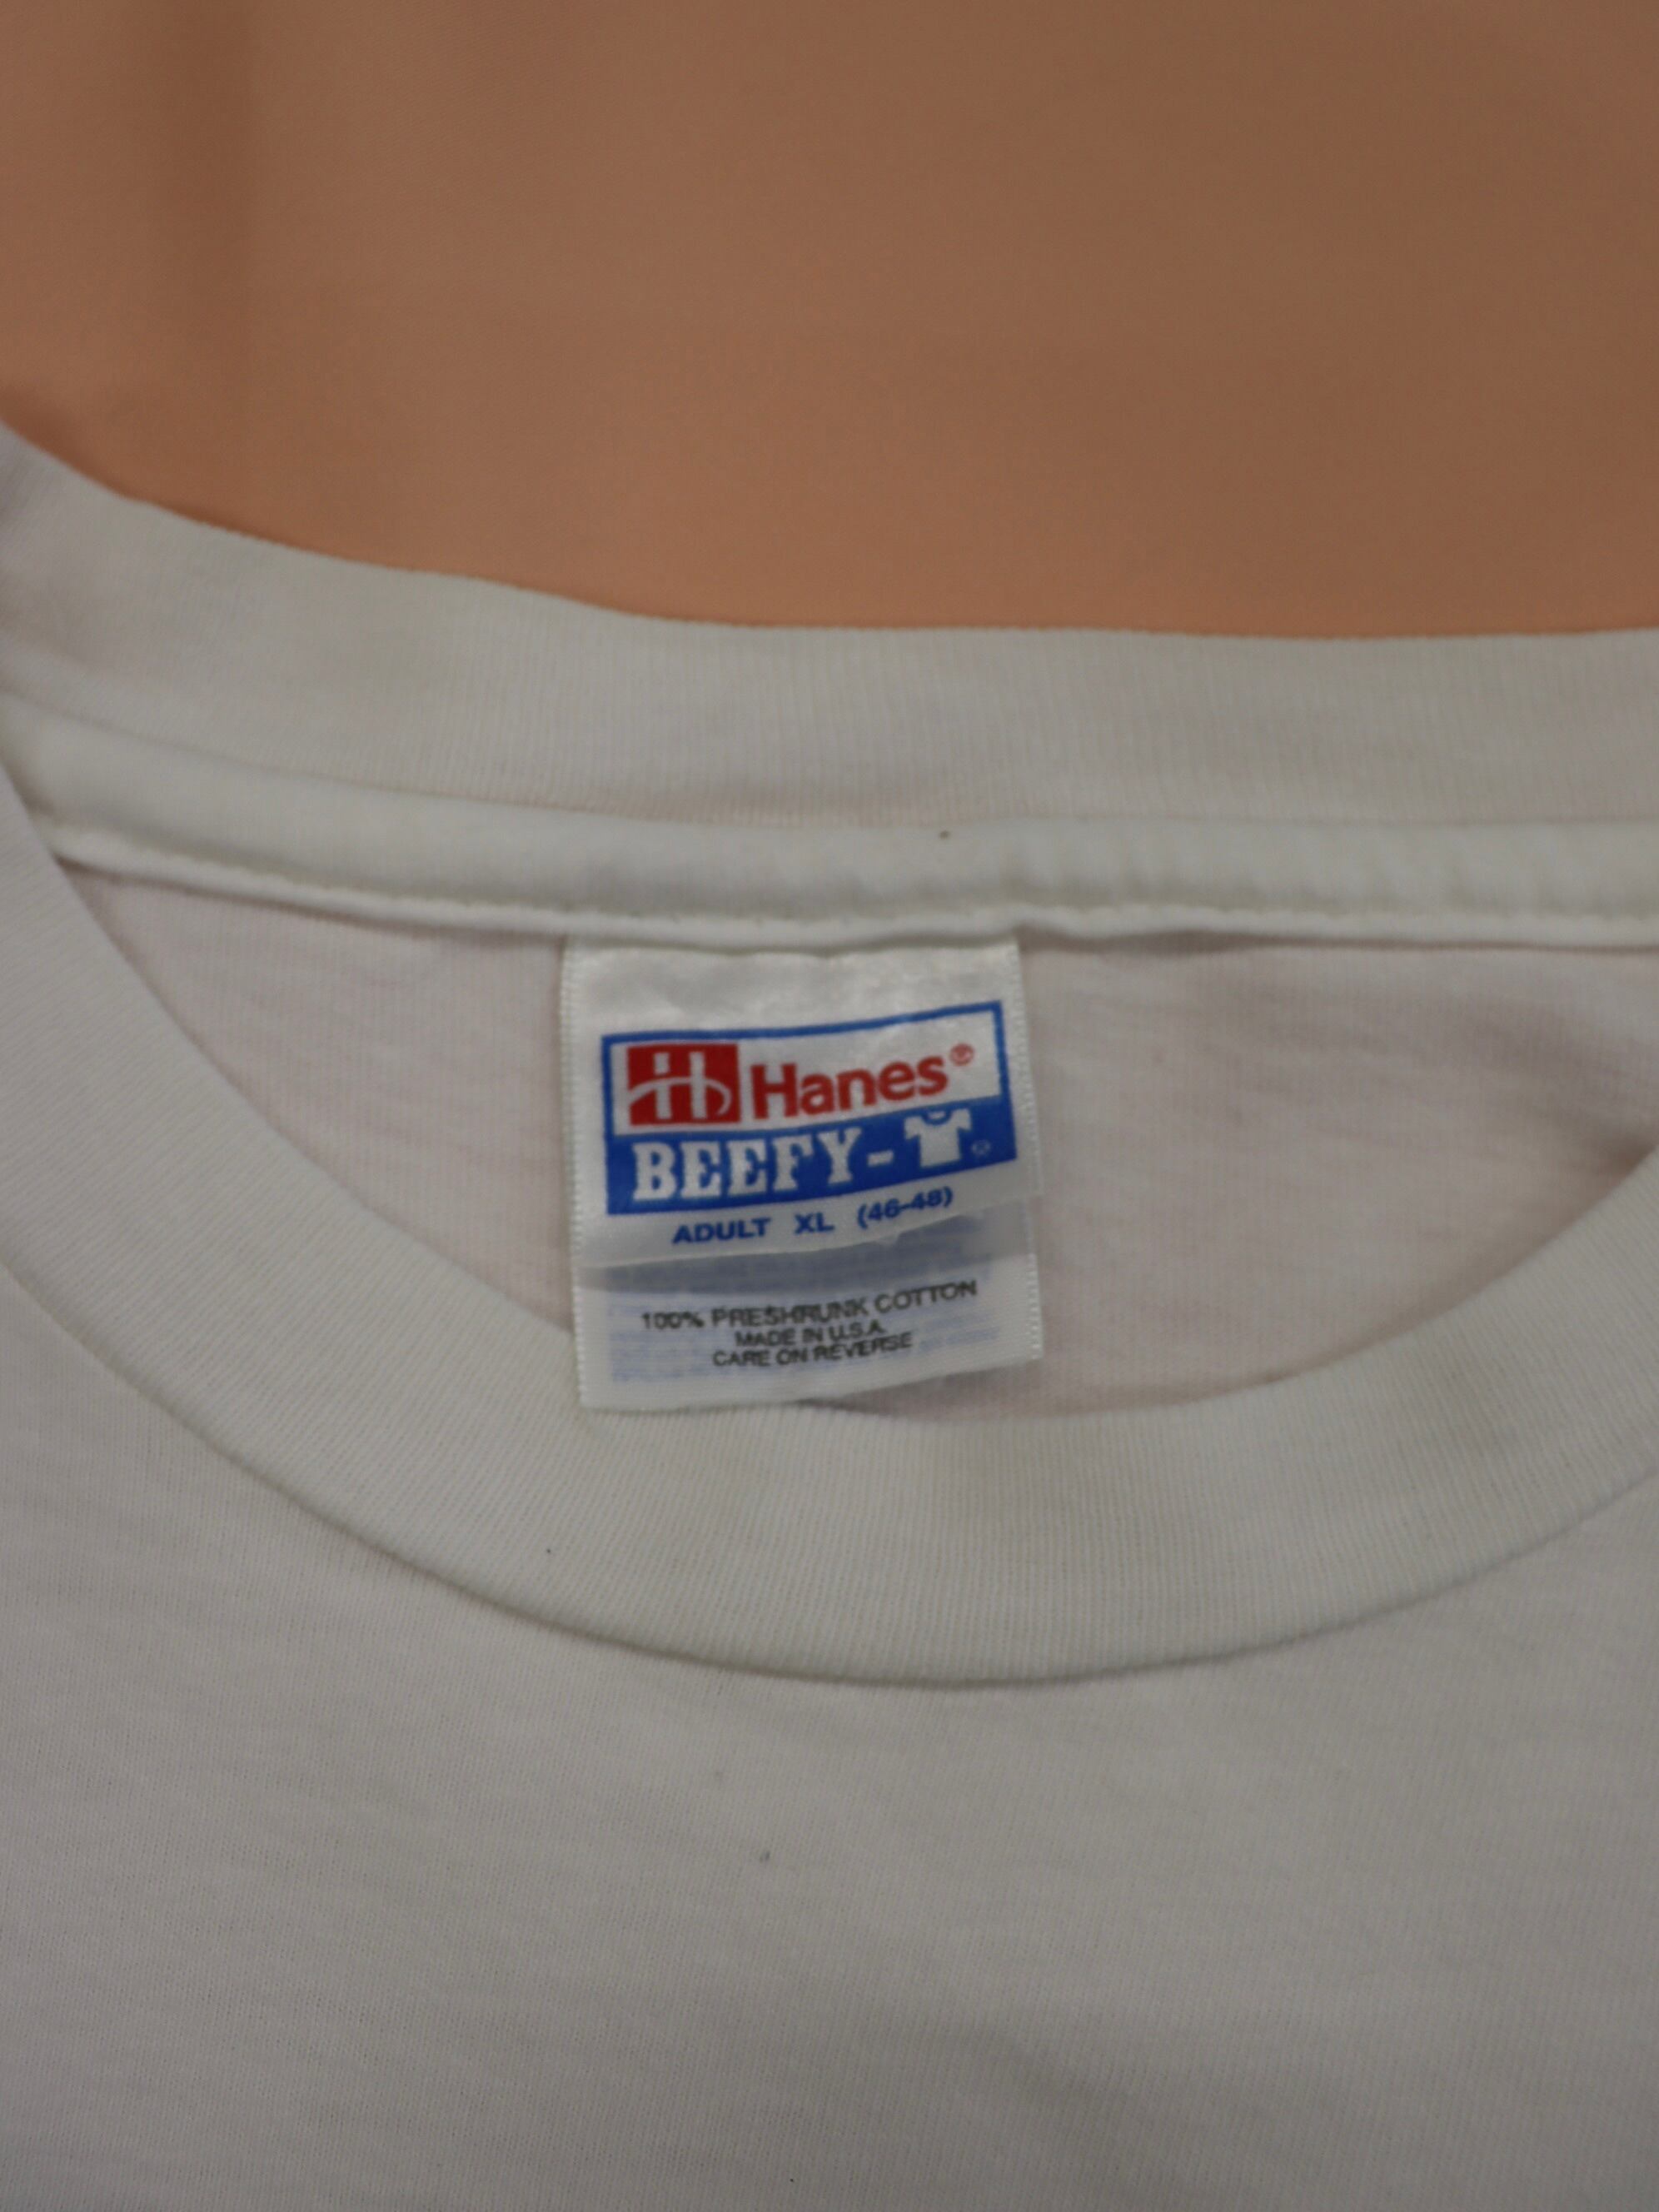 Hanes®
BEEFY-
ADULT XL (46-48)
100% PRESHRUNK COTTON
MADE IN U.S.A.
CARE ON REVERSE